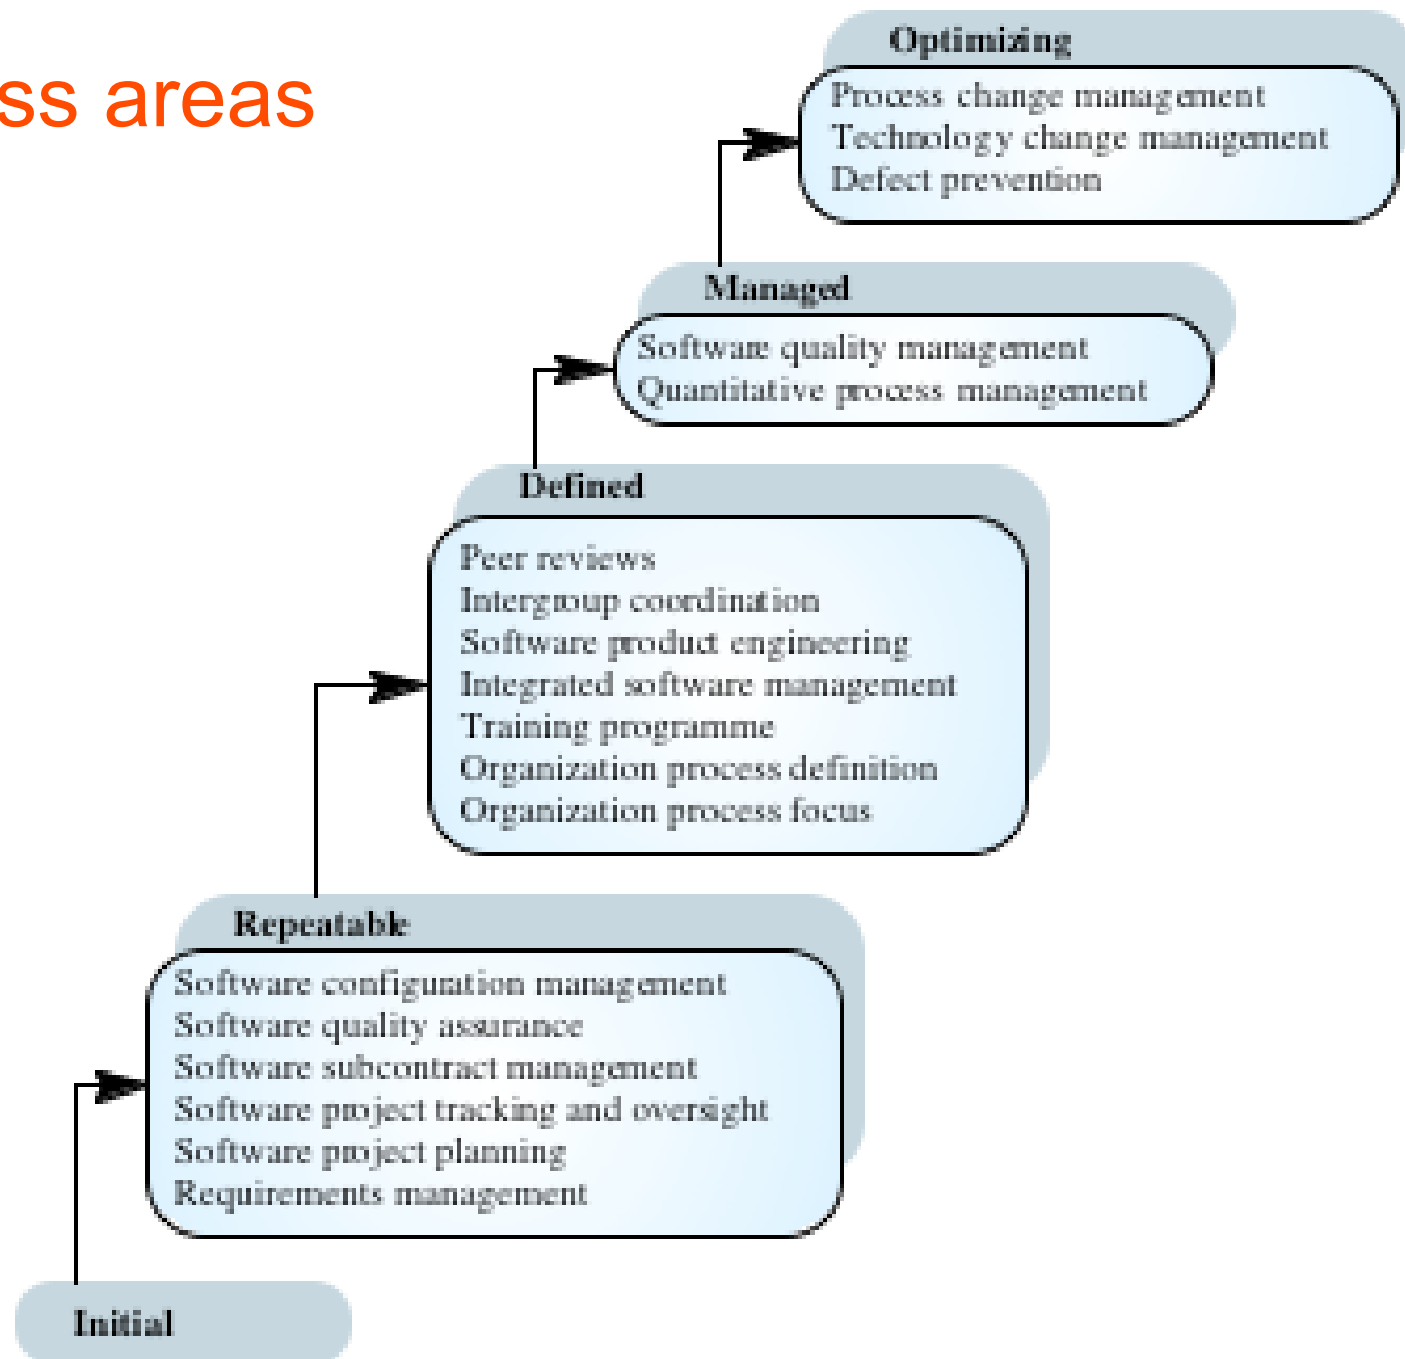 ss areas
Optimizing
Process change management
Technology change management
Defect prevention
Managed
Software quality management
Quantitative process management
Defined
Peer reviews
Intergroup coordination
Software product engineering
Integrated software management
Training programme
Organization process definition
Organization process focus
Repeatable
Software configuration management
Software quality assurance
Software subcontract management
Software project tracking and oversight
Software project planning
Requirements management
Initial